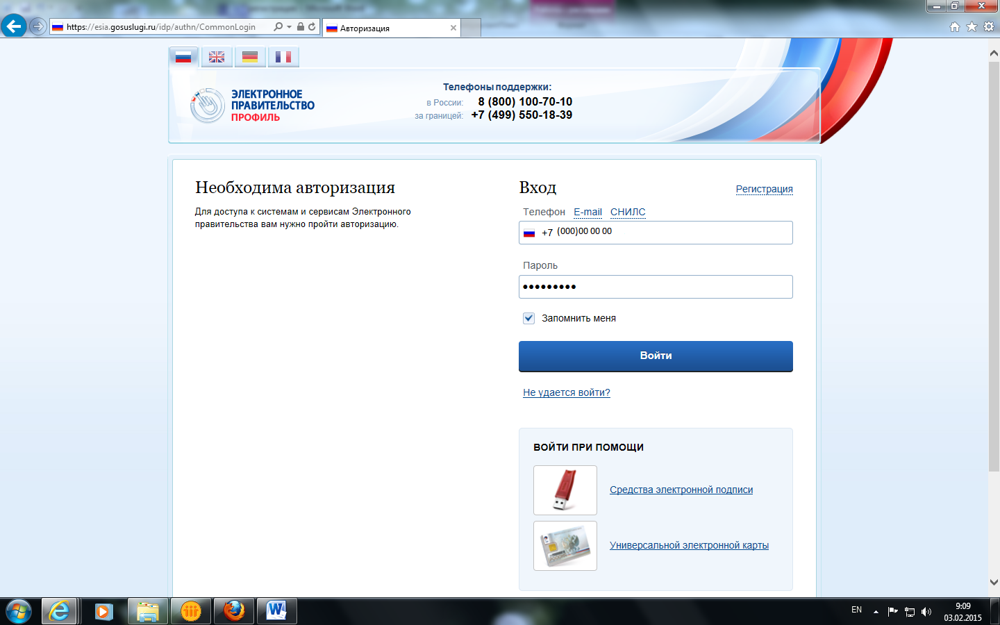 https://esia.gosuslugi.ru/idp/authn/CommonLogin
Авторизация
ЭЛЕКТРОННОЕ
ПРАВИТЕЛЬСТВО
ПРОФИЛЬ
Телефоны поддержки:
в России: 8 (800) 100-70-10
за границей: +7 (499) 550-18-39
Необходима авторизация
Для доступа к системам и сервисам Электронного
правительства вам нужно пройти авторизацию.
Вход
Регистрация
Телефон E-mail СНИЛС
+7 (000)00 00 00
Пароль
Запомнить меня
Войти
Не удается войти?
ВОЙТИ ПРИ ПОМОЩИ
Средства электронной подписи
Универсальной электронной карты
EN
9:09
03.02.2015